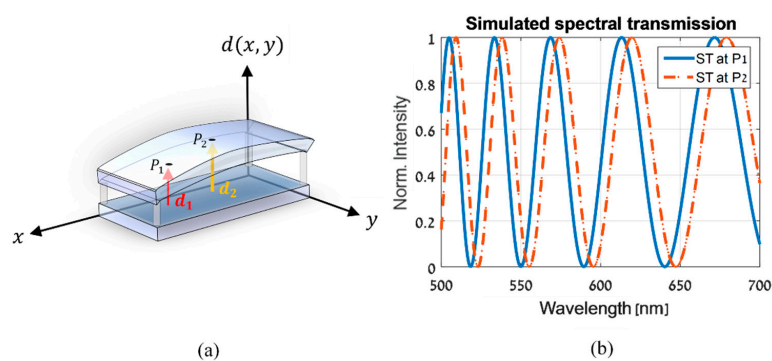 d(x, y)
P₁
P₂
d₁
d₂
x
y
(a)
Simulated spectral transmission
ST at P1
ST at P2
Norm. Intensity
1
0.8
0.6
0.4
0.2
0
500
550
600
650
700
Wavelength [nm]
(b)